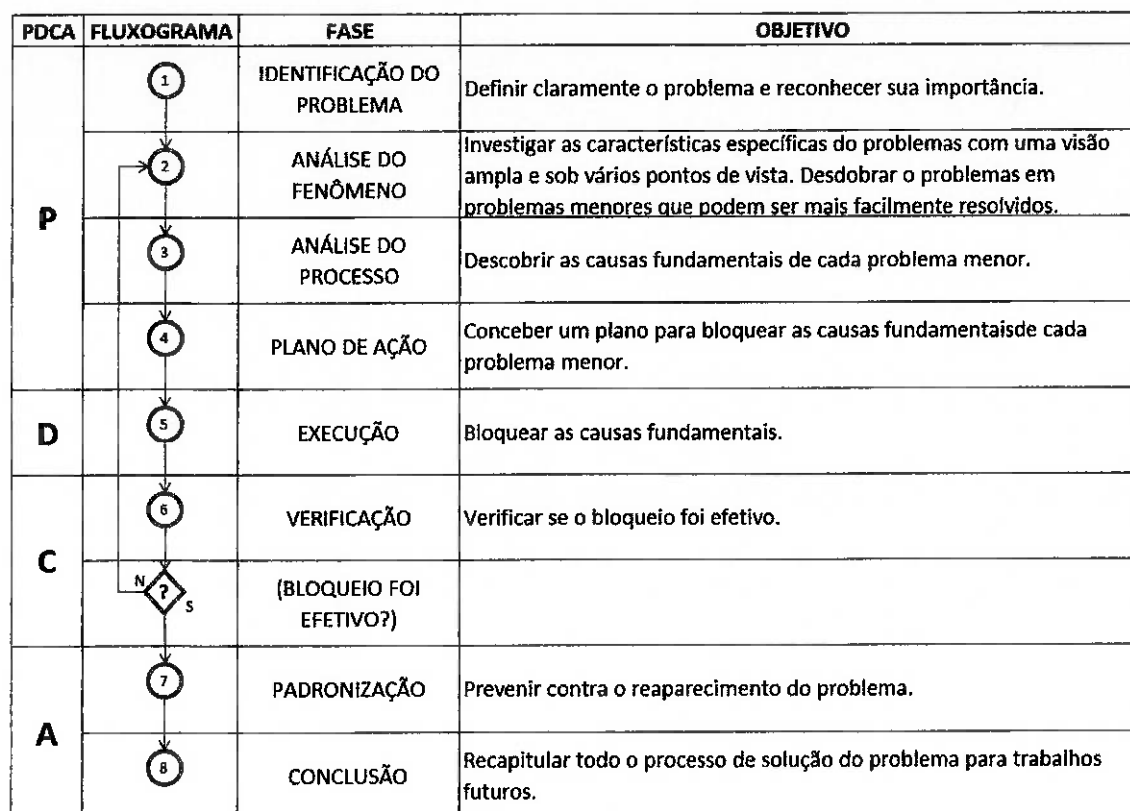 PDCA FLUXOGRAMA FASE OBJETIVO
P
1
IDENTIFICAÇÃO DO
PROBLEMA
Definir claramente o problema e reconhecer sua importância.
2
ANÁLISE DO
FENÔMENO
Investigar as características específicas do problemas com uma visão
ampla e sob vários pontos de vista. Desdobrar o problemas em
problemas menores que podem ser mais facilmente resolvidos.
3
ANÁLISE DO
PROCESSO
Descobrir as causas fundamentais de cada problema menor.
4
PLANO DE AÇÃO
Conceber um plano para bloquear as causas fundamentaisde cada
problema menor.
D
5
EXECUÇÃO
Bloquear as causas fundamentais.
C
6
VERIFICAÇÃO
Verificar se o bloqueio foi efetivo.
N
?
S
(BLOQUEIO FOI
EFETIVO?)
A
7
PADRONIZAÇÃO
Prevenir contra o reaparecimento do problema.
8
CONCLUSÃO
Recapitular todo o processo de solução do problema para trabalhos
futuros.